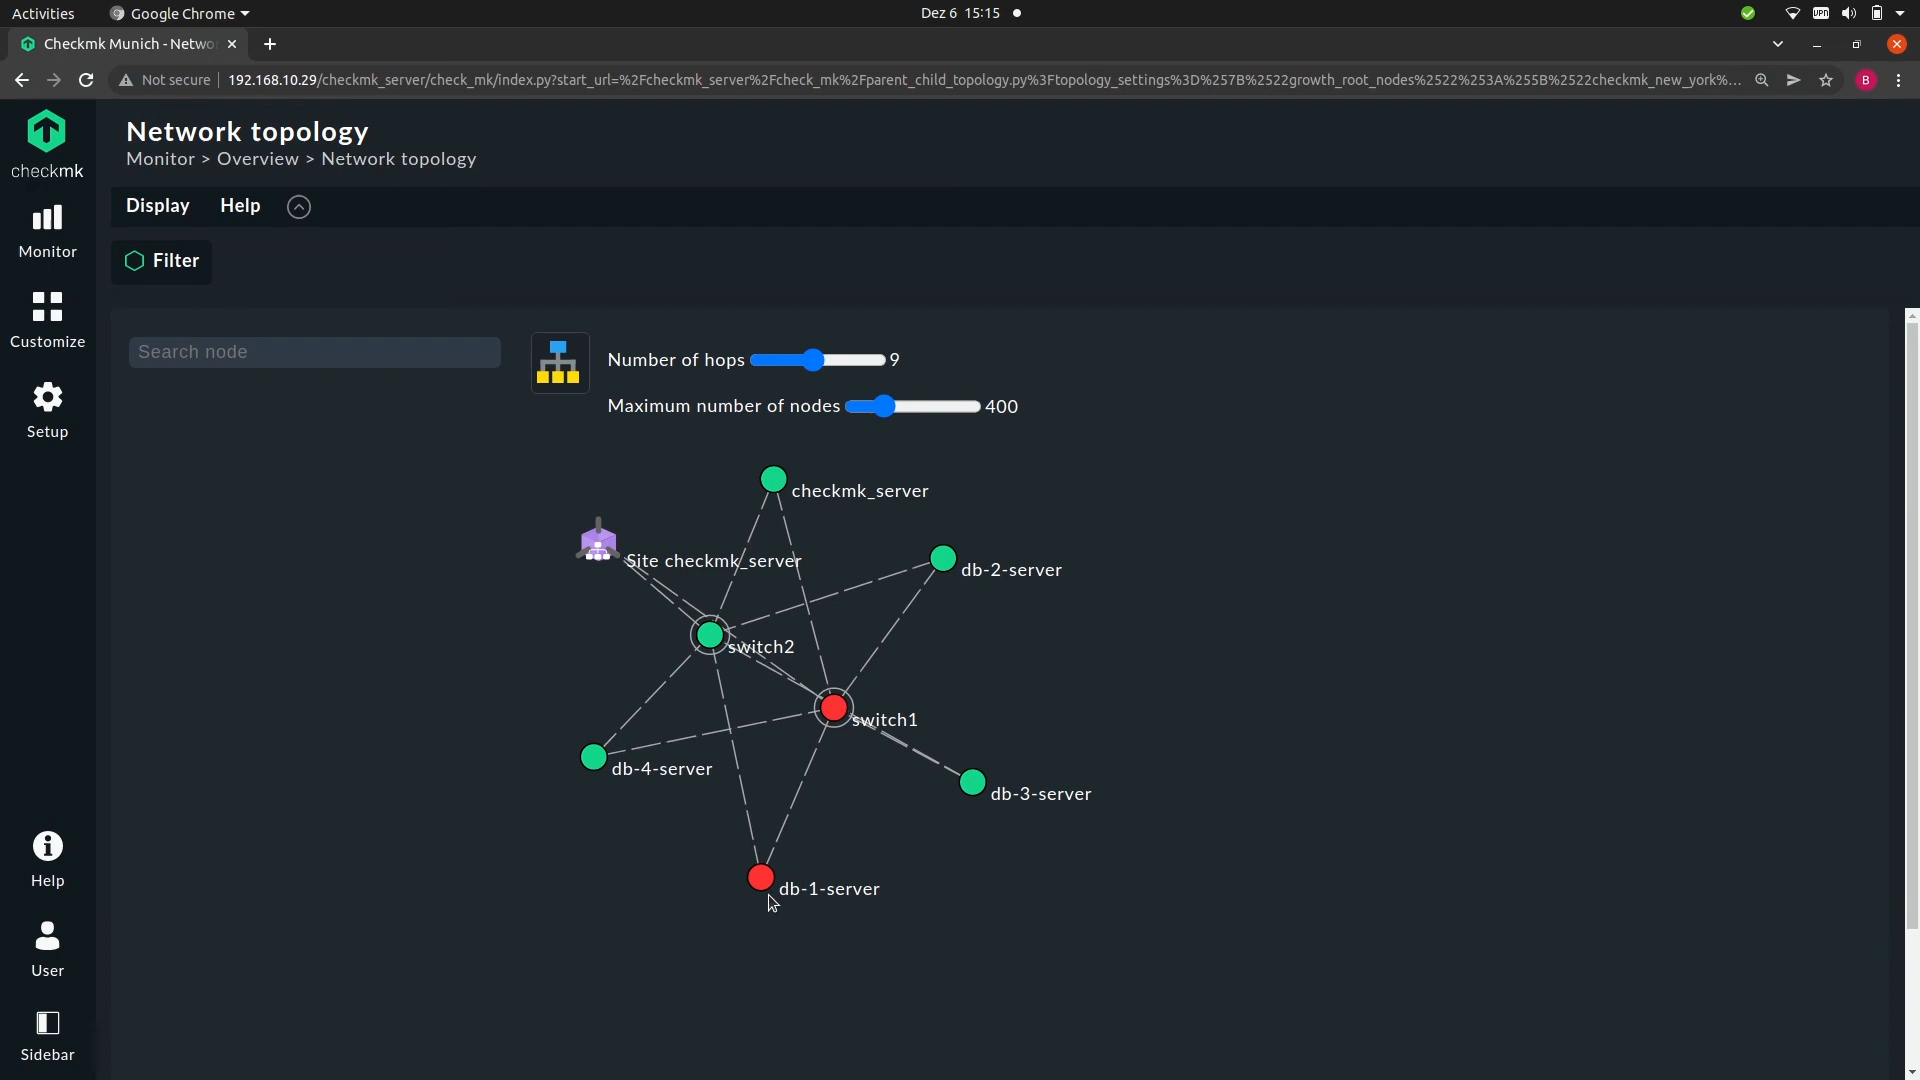 Activities
Google Chrome
Dez 6 15:15
VPN
Checkmk Munich - Netwo
Not secure
192.168.10.29/checkmk_server/check_mk/index.py?start_url=%2Fcheckmk_server%2Fcheck_mk%2Fparent_child_topology.py%3Ftopology_settings%3D%257B%2522growth_root_nodes%2522%253A%255B%2522checkmk_new_york%...
B
checkmk
Monitor
Customize
Setup
Help
User
Sidebar
Network topology
Monitor > Overview > Network topology
Display
Help
Filter
Search node
Number of hops
9
Maximum number of nodes
400
checkmk_server
Site checkmk_server
db-2-server
switch2
switch1
db-4-server
db-3-server
db-1-server